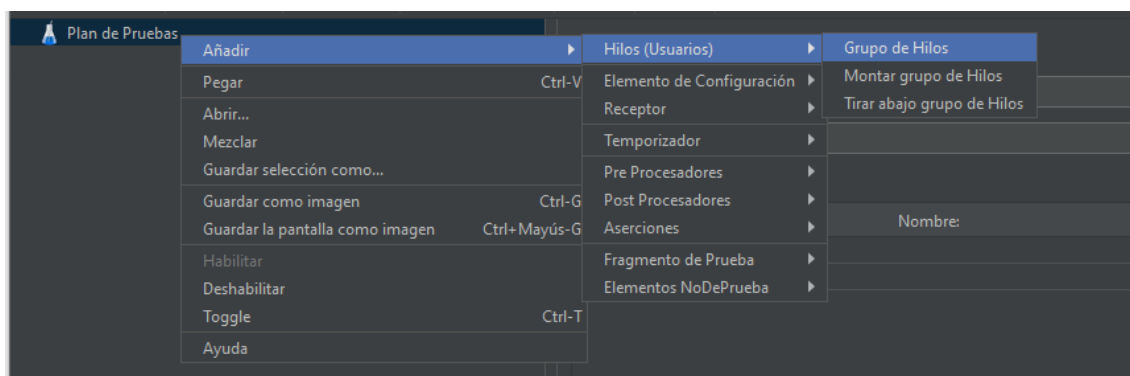 Plan de Pruebas
Añadir
Pegar Ctrl-V
Abrir...
Mezclar
Guardar selección como...
Guardar como imagen Ctrl-G
Guardar la pantalla como imagen Ctrl+Mayús-G
Habilitar
Deshabilitar
Toggle Ctrl-T
Ayuda
Hilos (Usuarios)
Elemento de Configuración
Receptor
Temporizador
Pre Procesadores
Post Procesadores
Aserciones
Fragmento de Prueba
Elementos NoDePrueba
Grupo de Hilos
Montar grupo de Hilos
Tirar abajo grupo de Hilos
Nombre: